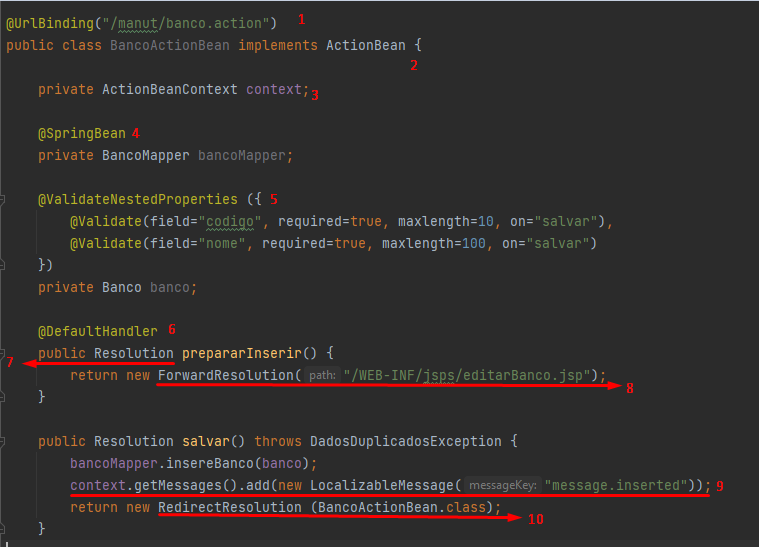 @UrlBinding("/manut/banco.action") 1
public class BancoActionBean implements ActionBean {
2
private ActionBeanContext context; 3
@SpringBean 4
private BancoMapper bancoMapper;
@ValidateNestedProperties ({ 5
@Validate(field="codigo", required=true, maxlength=10, on="salvar"),
@Validate(field="nome", required=true, maxlength=100, on="salvar")
})
private Banco banco;
@DefaultHandler 6
7 public Resolution prepararInserir() {
return new ForwardResolution( path: "/WEB-INF/jsps/editarBanco.jsp"); 8
}
public Resolution salvar() throws DadosDuplicadosException {
bancoMapper.insereBanco(banco);
context.getMessages().add(new LocalizableMessage( messageKey: "message.inserted")); 9
return new RedirectResolution (BancoActionBean.class); 10
}